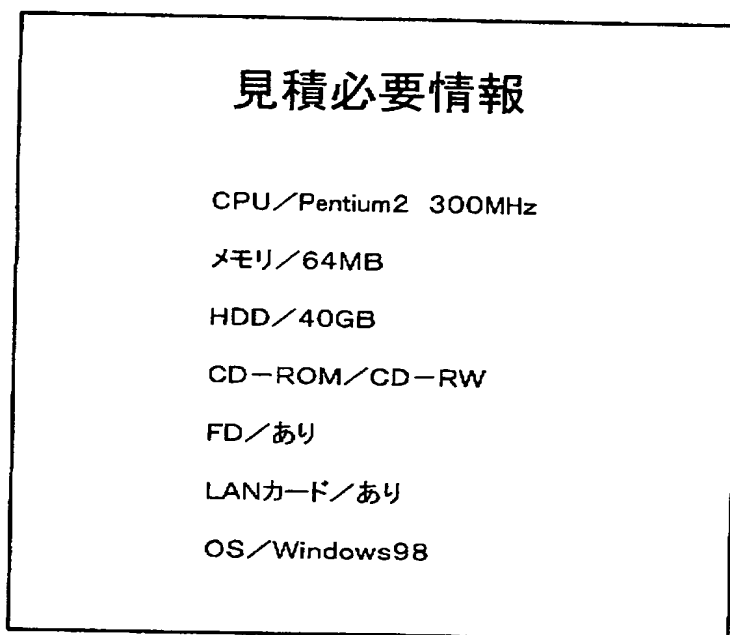 見積必要情報
CPU／Pentium2　300MHz
メモリ／64MB
HDD／40GB
CD－ROM／CD－RW
FD／あり
LANカード／あり
OS／Windows98